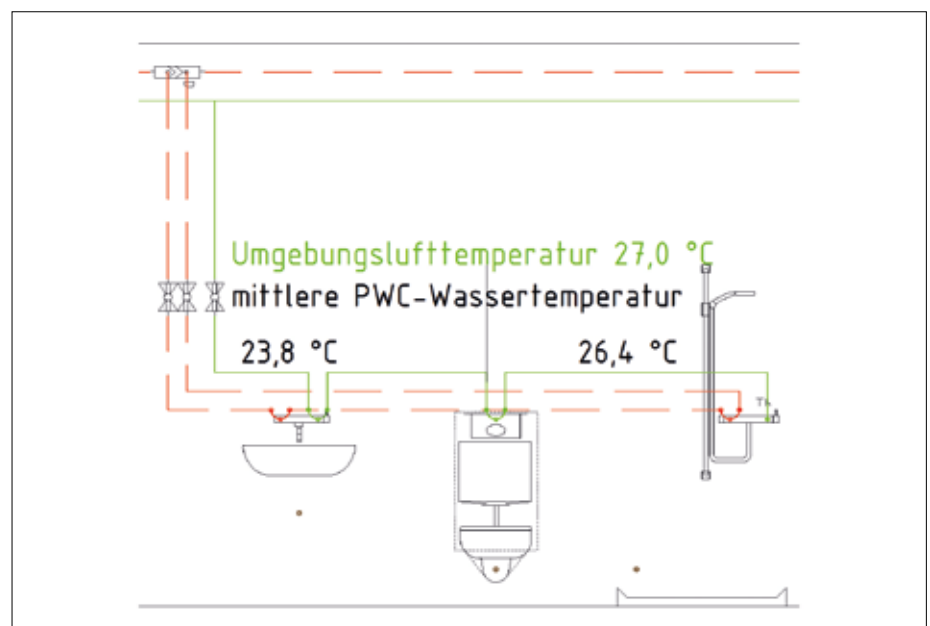 Umgebungslufttemperatur 27,0 °C
mittlere PWC-Wassertemperatur
23,8 °C 26,4 °C